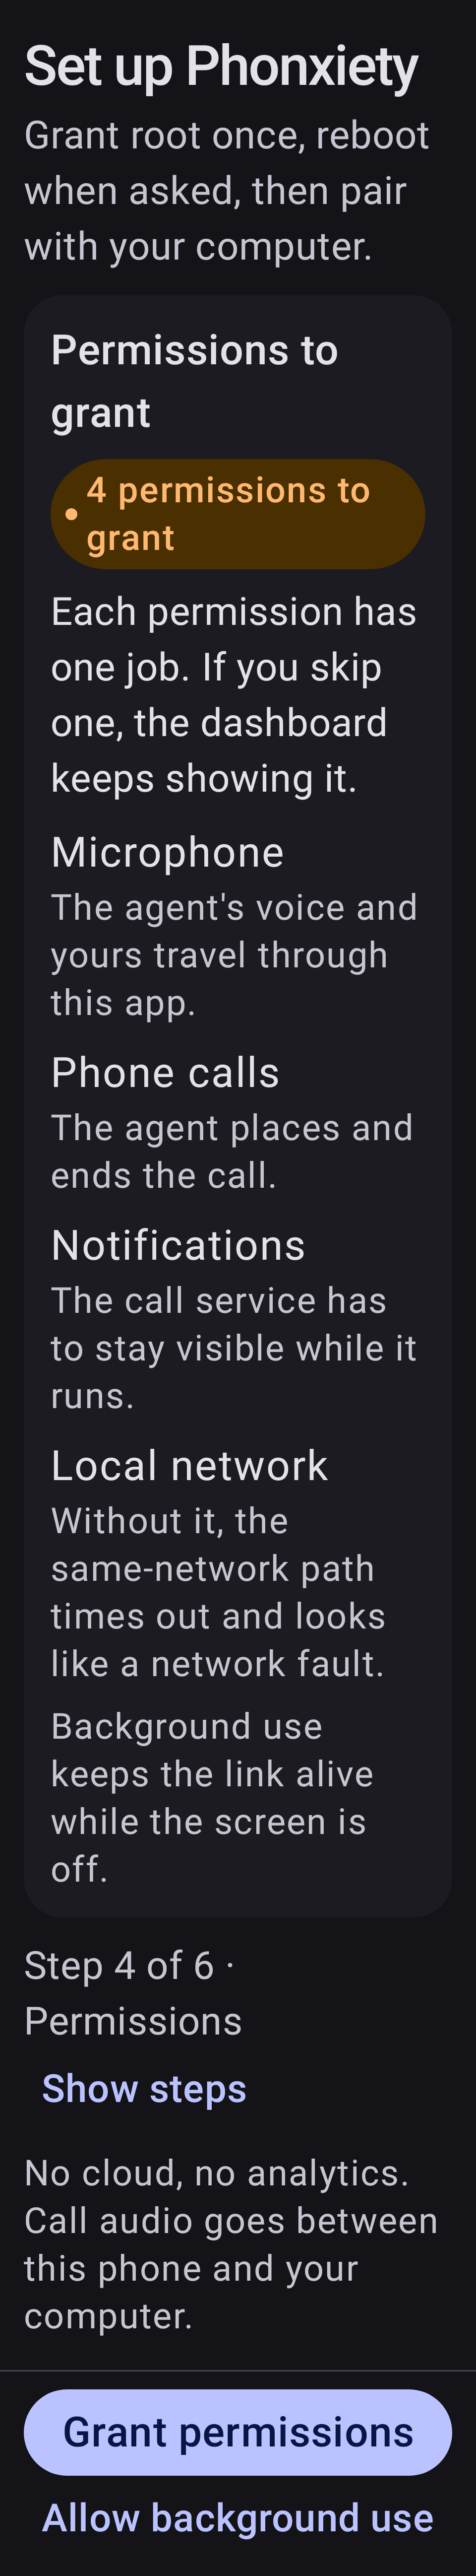 Set up Phonxiety
Grant root once, reboot
when asked, then pair
with your computer.
Permissions to
grant
4 permissions to
grant
Each permission has
one job. If you skip
one, the dashboard
keeps showing it.
Microphone
The agent's voice and
yours travel through
this app.
Phone calls
The agent places and
ends the call.
Notifications
The call service has
to stay visible while it
runs.
Local network
Without it, the
same-network path
times out and looks
like a network fault.
Background use
keeps the link alive
while the screen is
off.
Step 4 of 6 ·
Permissions
Show steps
No cloud, no analytics.
Call audio goes between
this phone and your
computer.
Grant permissions
Allow background use